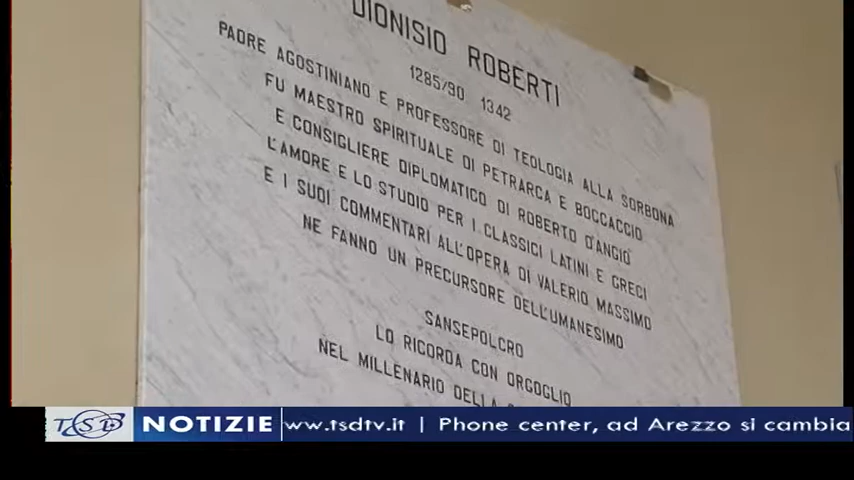 DIONISIO ROBERTI
1285/90 1342
PADRE AGOSTINIANO E PROFESSORE DI TEOLOGIA ALLA SORBONA
FU MAESTRO SPIRITUALE DI PETRARCA E BOCCACCIO
E CONSIGLIERE DIPLOMATICO DI ROBERTO D'ANGIÒ
L'AMORE E LO STUDIO PER I CLASSICI LATINI E GRECI
E I SUOI COMMENTARI ALL'OPERA DI VALERIO MASSIMO
NE FANNO UN PRECURSORE DELL'UMANESIMO
SANSEPOLCRO
LO RICORDA CON ORGOGLIO
NEL MILLENARIO DELLA
TSD NOTIZIE www.tsdtv.it | Phone center, ad Arezzo si cambia